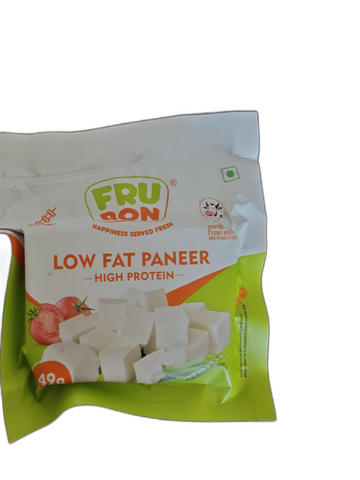 FRU
BON
®
HAPPINESS SERVED FRESH
LOW FAT PANEER
HIGH PROTEIN
49g